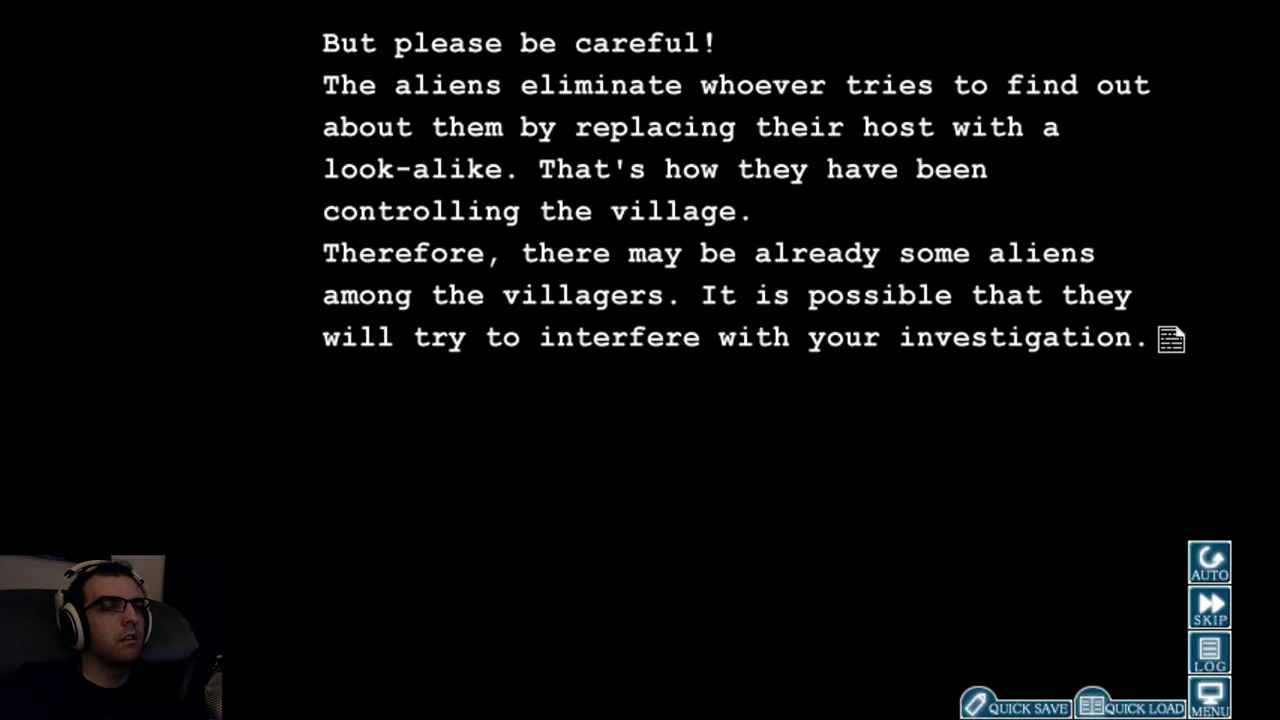 But please be careful!
The aliens eliminate whoever tries to find out
about them by replacing their host with a
look-alike. That's how they have been
controlling the village.
Therefore, there may be already some aliens
among the villagers. It is possible that they
will try to interfere with your investigation.
AUTO
SKIP
LOG
QUICK SAVE
QUICK LOAD
MENU